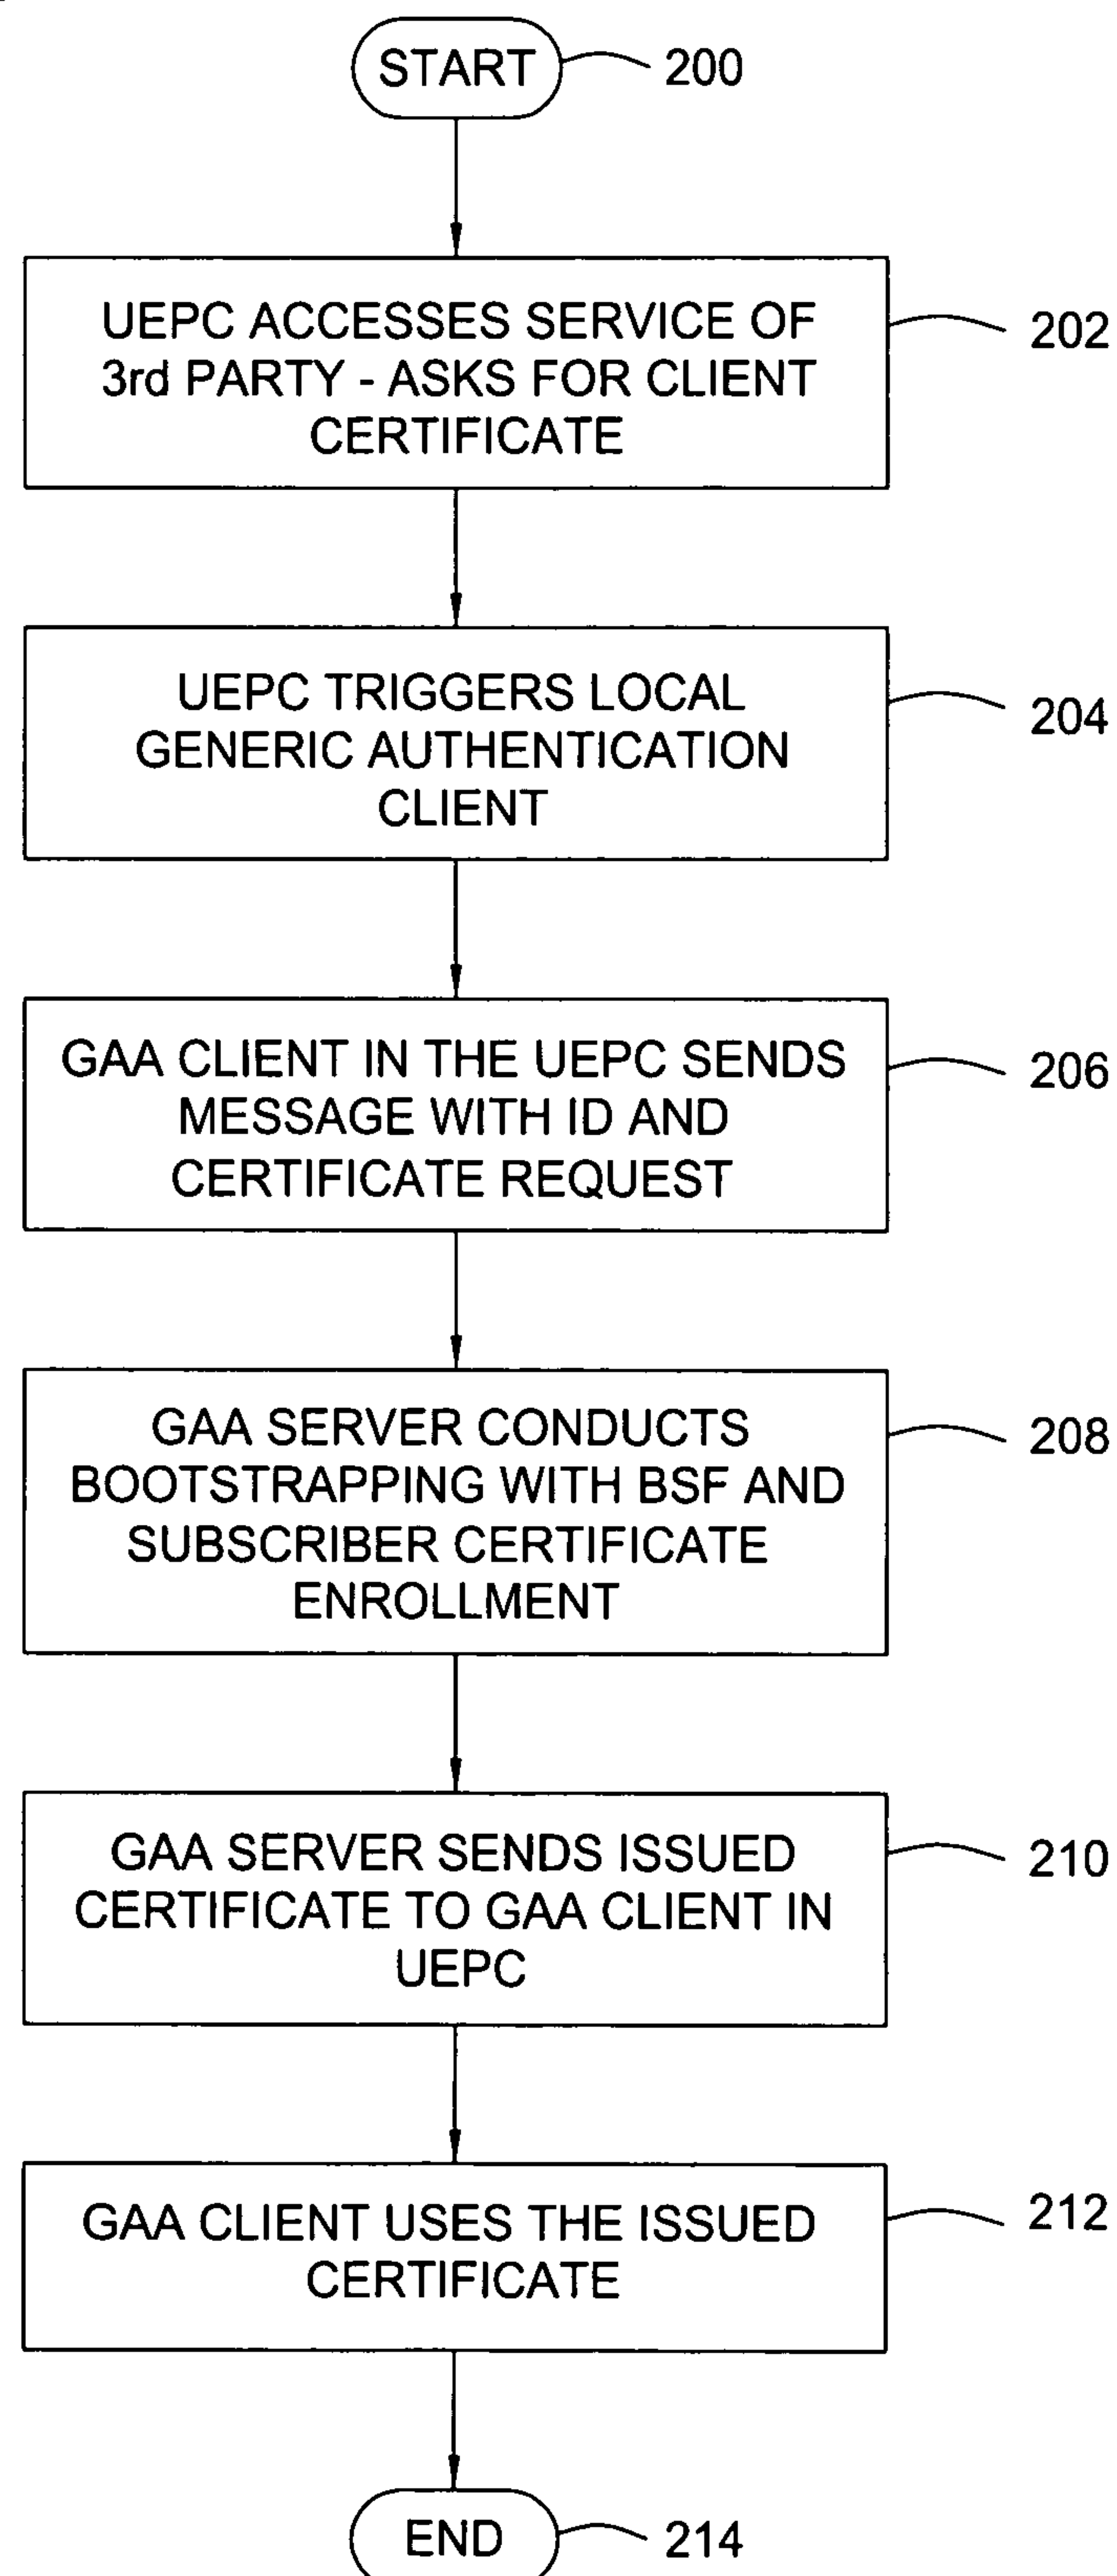 START
200
UEPC ACCESSES SERVICE OF
3rd PARTY - ASKS FOR CLIENT
CERTIFICATE
202
UEPC TRIGGERS LOCAL
GENERIC AUTHENTICATION
CLIENT
204
GAA CLIENT IN THE UEPC SENDS
MESSAGE WITH ID AND
CERTIFICATE REQUEST
206
GAA SERVER CONDUCTS
BOOTSTRAPPING WITH BSF AND
SUBSCRIBER CERTIFICATE
ENROLLMENT
208
GAA SERVER SENDS ISSUED
CERTIFICATE TO GAA CLIENT IN
UEPC
210
GAA CLIENT USES THE ISSUED
CERTIFICATE
212
END
214